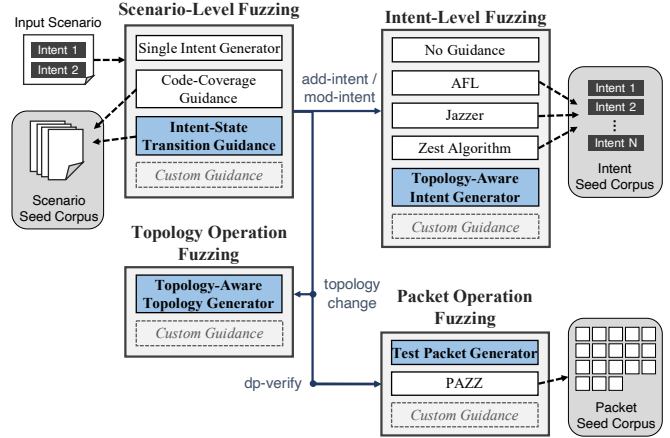 Scenario-Level Fuzzing
Input Scenario
Intent 1
Intent 2
Single Intent Generator
Code-Coverage
Guidance
Intent-State
Transition Guidance
Custom Guidance
Scenario
Seed Corpus
add-intent /
mod-intent
Intent-Level Fuzzing
No Guidance
AFL
Jazzer
Zest Algorithm
Topology-Aware
Intent Generator
Custom Guidance
Intent 1
Intent 2
⋮
Intent N
Intent
Seed Corpus
Topology Operation
Fuzzing
Topology-Aware
Topology Generator
Custom Guidance
topology
change
dp-verify
Packet Operation
Fuzzing
Test Packet Generator
PAZZ
Custom Guidance
Packet
Seed Corpus